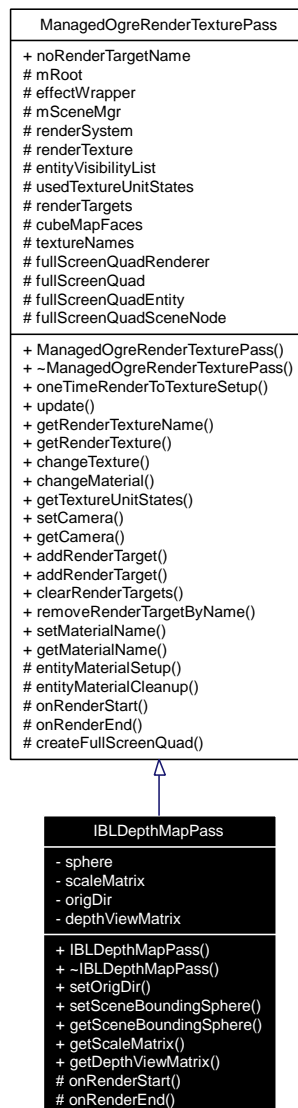 ManagedOgreRenderTexturePass
+ noRenderTargetName
# mRoot
# effectWrapper
# mSceneMgr
# renderSystem
# renderTexture
# entityVisibilityList
# usedTextureUnitStates
# renderTargets
# cubeMapFaces
# textureNames
# fullScreenQuadRenderer
# fullScreenQuad
# fullScreenQuadEntity
# fullScreenQuadSceneNode
+ ManagedOgreRenderTexturePass()
+ ~ManagedOgreRenderTexturePass()
+ oneTimeRenderToTextureSetup()
+ update()
+ getRenderTextureName()
+ getRenderTexture()
+ changeTexture()
+ changeMaterial()
+ getTextureUnitStates()
+ setCamera()
+ getCamera()
+ addRenderTarget()
+ addRenderTarget()
+ clearRenderTargets()
+ removeRenderTargetByName()
+ setMaterialName()
+ getMaterialName()
# entityMaterialSetup()
# entityMaterialCleanup()
# onRenderStart()
# onRenderEnd()
# createFullScreenQuad()
IBLDepthMapPass
- sphere
- scaleMatrix
- origDir
- depthViewMatrix
+ IBLDepthMapPass()
+ ~IBLDepthMapPass()
+ setOrigDir()
+ setSceneBoundingSphere()
+ getSceneBoundingSphere()
+ getScaleMatrix()
+ getDepthViewMatrix()
# onRenderStart()
# onRenderEnd()